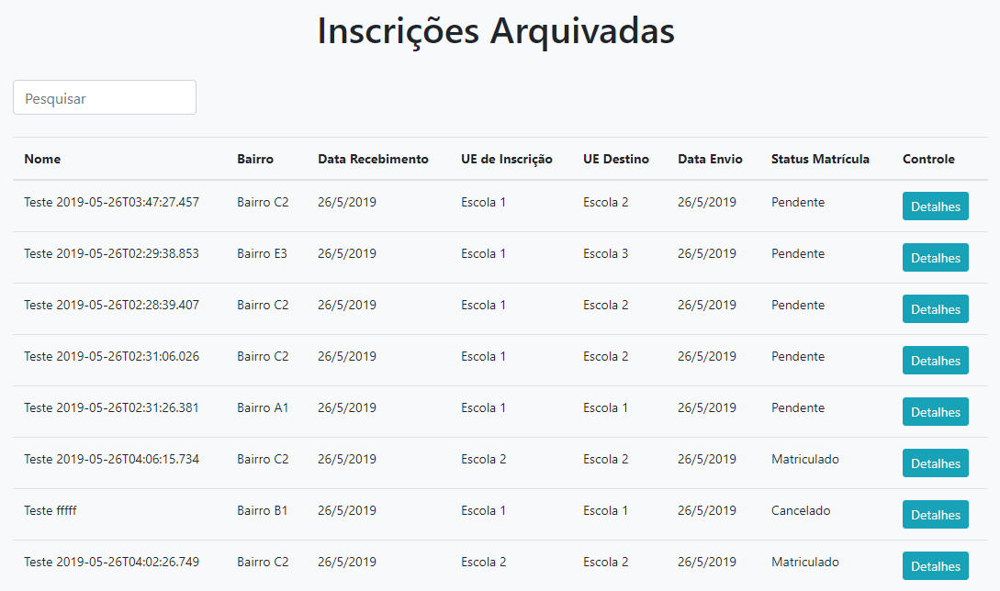 Inscrições Arquivadas
Pesquisar
Nome Bairro Data Recebimento UE de Inscrição UE Destino Data Envio Status Matrícula Controle
Teste 2019-05-26T03:47:27.457 Bairro C2 26/5/2019 Escola 1 Escola 2 26/5/2019 Pendente Detalhes
Teste 2019-05-26T02:29:38.853 Bairro E3 26/5/2019 Escola 1 Escola 3 26/5/2019 Pendente Detalhes
Teste 2019-05-26T02:28:39.407 Bairro C2 26/5/2019 Escola 1 Escola 2 26/5/2019 Pendente Detalhes
Teste 2019-05-26T02:31:06.026 Bairro C2 26/5/2019 Escola 1 Escola 2 26/5/2019 Pendente Detalhes
Teste 2019-05-26T02:31:26.381 Bairro A1 26/5/2019 Escola 1 Escola 1 26/5/2019 Pendente Detalhes
Teste 2019-05-26T04:06:15.734 Bairro C2 26/5/2019 Escola 2 Escola 2 26/5/2019 Matriculado Detalhes
Teste fffff Bairro B1 26/5/2019 Escola 1 Escola 1 26/5/2019 Cancelado Detalhes
Teste 2019-05-26T04:02:26.749 Bairro C2 26/5/2019 Escola 2 Escola 2 26/5/2019 Matriculado Detalhes